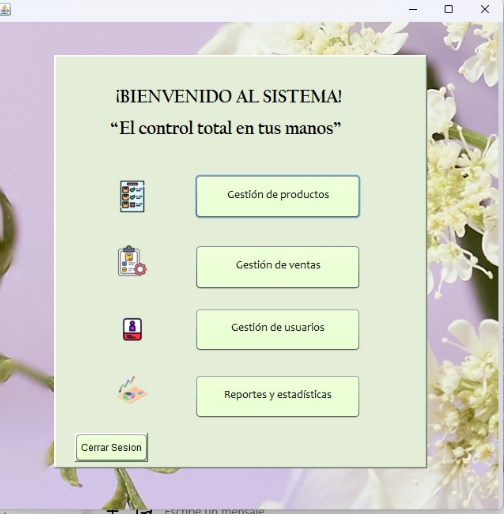 ¡BIENVENIDO AL SISTEMA!
“El control total en tus manos”
Gestión de productos
Gestión de ventas
Gestión de usuarios
Reportes y estadísticas
Cerrar Sesion
Escribe un mensaje